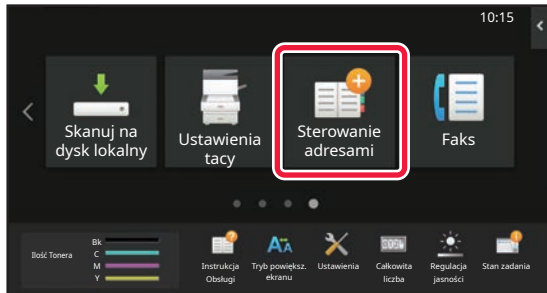 10:15
Skanuj na
dysk lokalny
Ustawienia
tacy
Sterowanie
adresami
Faks
Ilość Tonera
Bk
C
M
Y
Instrukcja
Obsługi
Tryb powiększ.
ekranu
Ustawienia
Całkowita
liczba
Regulacja
jasności
Stan zadania